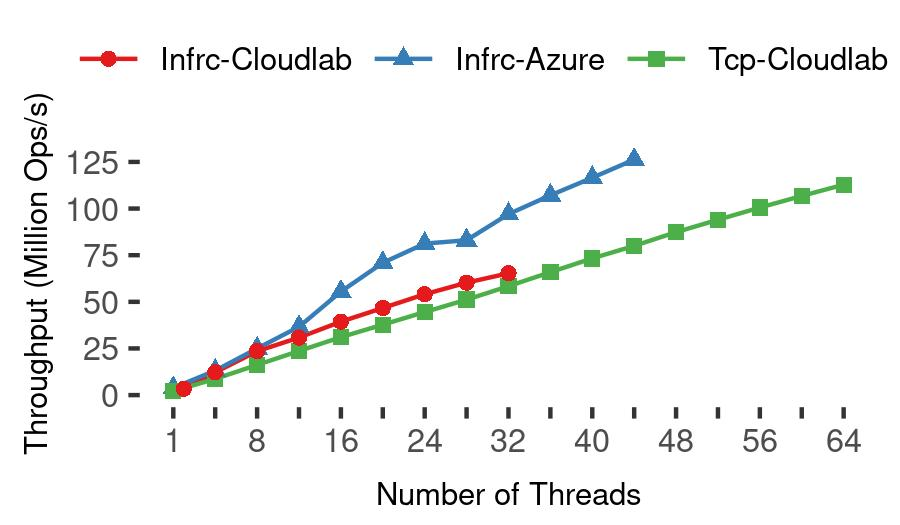 Infrc-Cloudlab Infrc-Azure Tcp-Cloudlab
Throughput (Million Ops/s)
125
100
75
50
25
0
1 8 16 24 32 40 48 56 64
Number of Threads